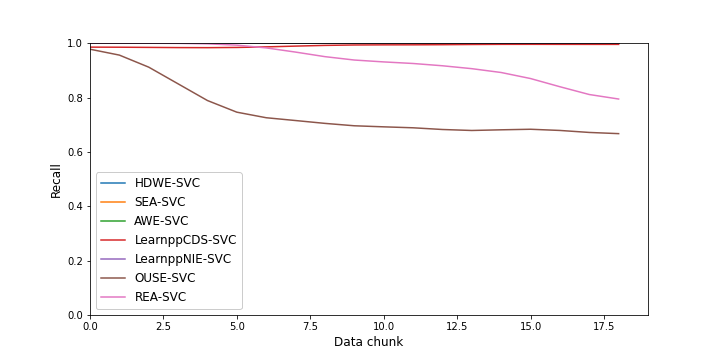 1.0
0.8
0.6
0.4
0.2
0.0
Recall
HDWE-SVC
SEA-SVC
AWE-SVC
LearnppCDS-SVC
LearnppNIE-SVC
OUSE-SVC
REA-SVC
0.0 2.5 5.0 7.5 10.0 12.5 15.0 17.5
Data chunk